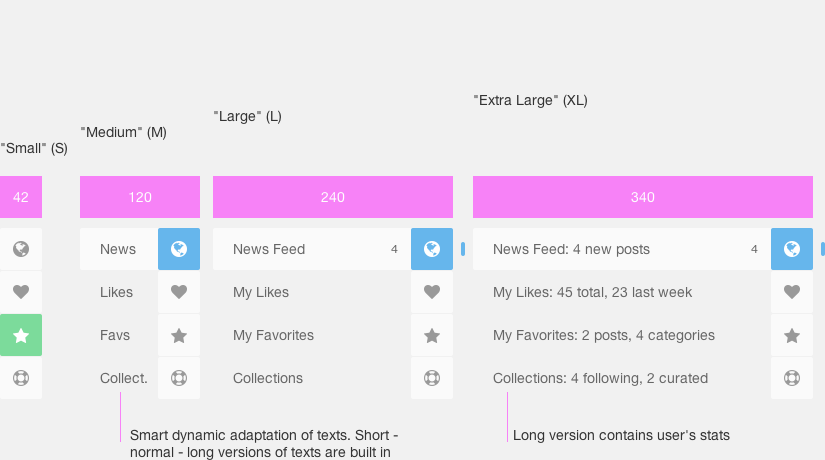 "Extra Large" (XL)
"Large" (L)
"Medium" (M)
"Small" (S)
42
120
240
340
News
News Feed 4
News Feed: 4 new posts 4
Likes
My Likes
My Likes: 45 total, 23 last week
Favs
My Favorites
My Favorites: 2 posts, 4 categories
Collect.
Collections
Collections: 4 following, 2 curated
Smart dynamic adaptation of texts. Short -
normal - long versions of texts are built in
Long version contains user's stats